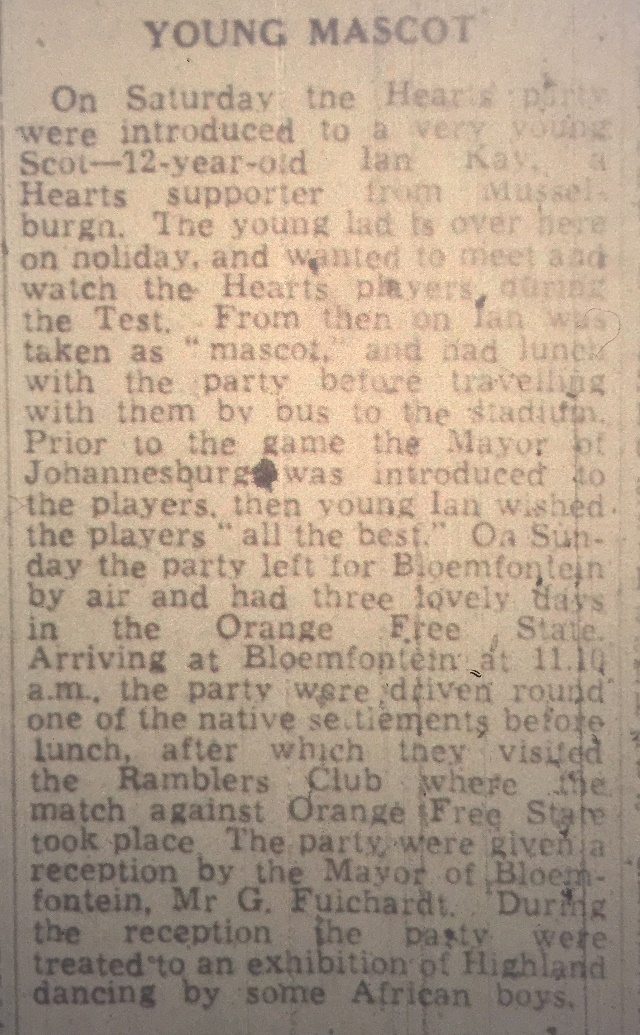 YOUNG MASCOT
On Saturday the Hearts party
were introduced to a very young
Scot—12-year-old Ian Kay, a
Hearts supporter from Mussel-
burgh. The young lad is over here
on holiday, and wanted to meet and
watch the Hearts players during
the Test. From then on Ian was
taken as "mascot," and had lunch
with the party before travelling
with them by bus to the stadium.
Prior to the game the Mayor of
Johannesburg was introduced to
the players, then young Ian wished
the players "all the best." On Sun-
day the party left for Bloemfontein
by air and had three lovely days
in the Orange Free State.
Arriving at Bloemfontein at 11.10
a.m., the party were driven round
one of the native settlements before
lunch, after which they visited
the Ramblers Club where the
match against Orange Free State
took place. The party were given a
reception by the Mayor of Bloem-
fontein, Mr G. Fuichardt. During
the reception the party were
treated to an exhibition of Highland
dancing by some African boys.